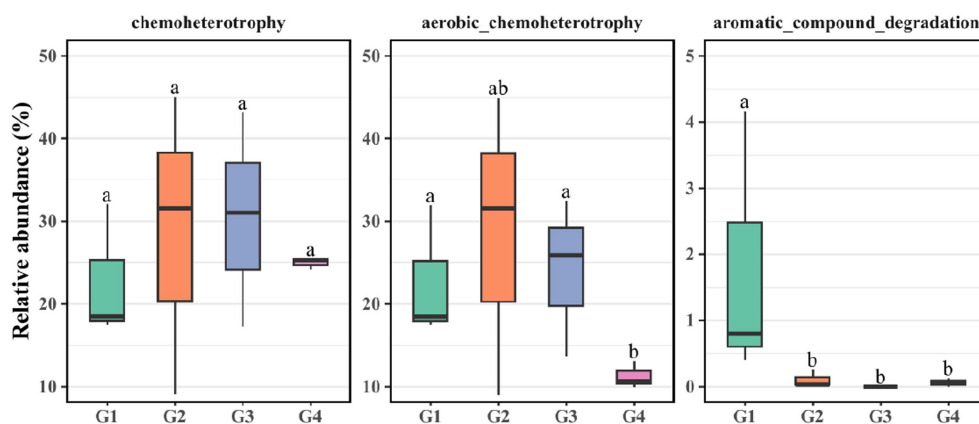 chemoheterotrophy
aerobic_chemoheterotrophy
aromatic_compound_degradation
Relative abundance (%)
50
40
30
20
10
a
a
a
a
G1 G2 G3 G4
50
40
30
20
10
a
ab
a
b
G1 G2 G3 G4
5
4
3
2
1
0
a
b
b
b
G1 G2 G3 G4